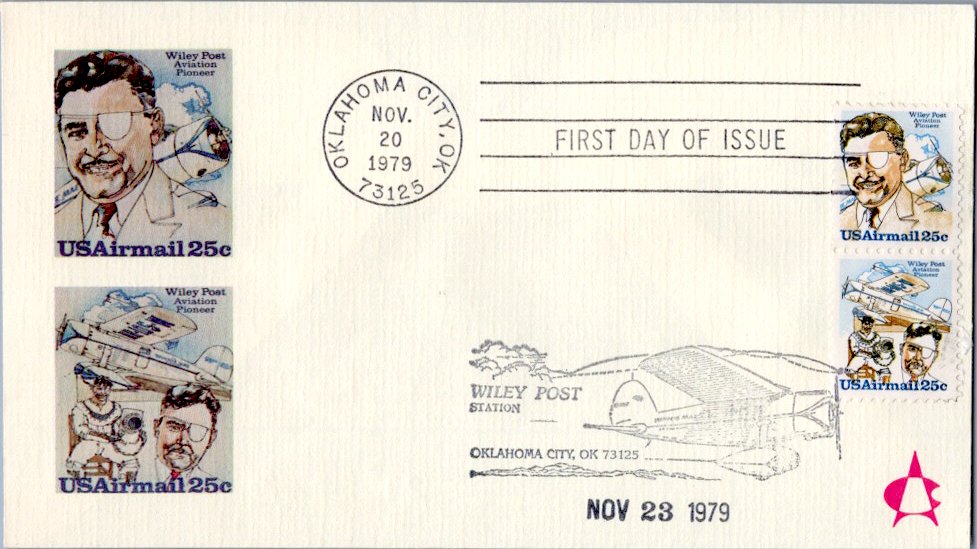 Wiley Post
Aviation
Pioneer
USAirmail 25c
Wiley Post
Aviation
Pioneer
USAirmail 25c
OKLAHOMA CITY, OK
NOV.
20
1979
73125
FIRST DAY OF ISSUE
Wiley Post
Aviation
Pioneer
USAirmail 25c
Wiley Post
Aviation
Pioneer
USAirmail 25c
WILEY POST
STATION
OKLAHOMA CITY, OK 73125
NOV 23 1979